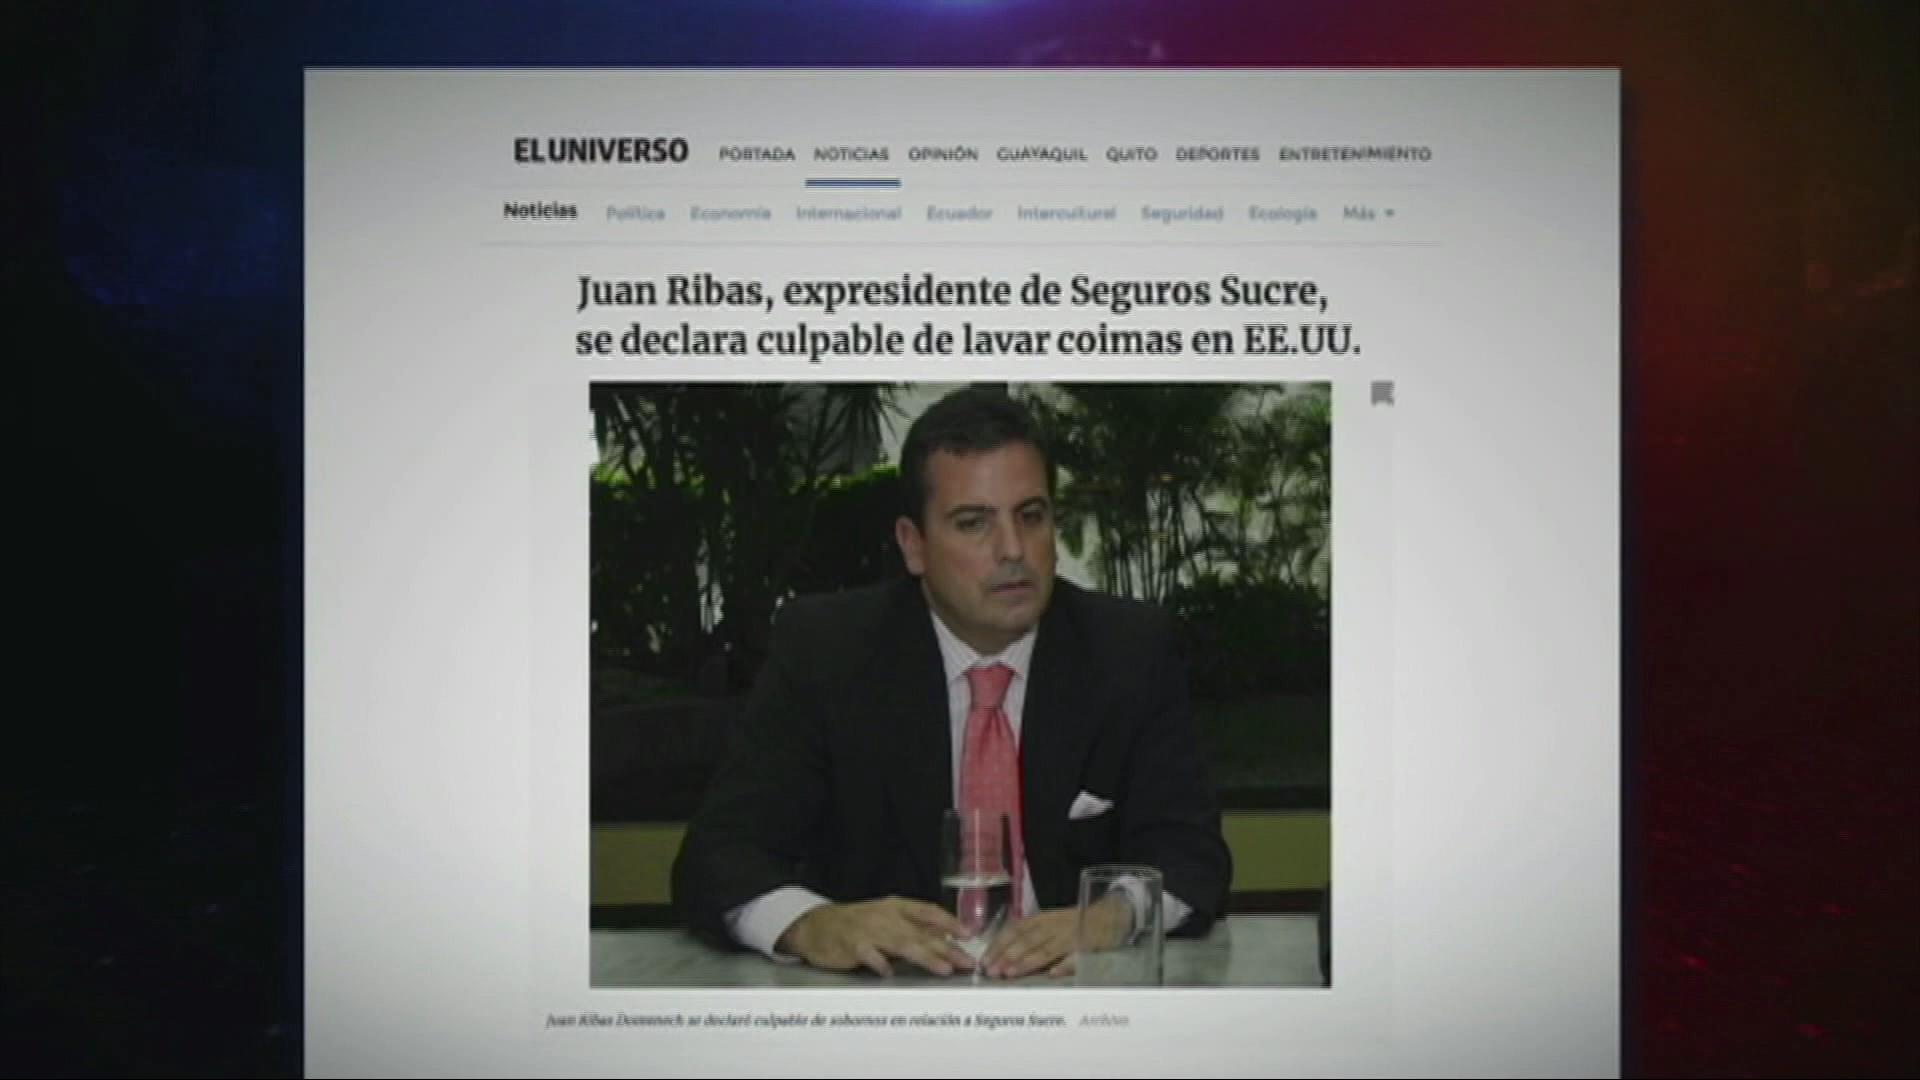 EL UNIVERSO PORTADA NOTICIAS OPINIÓN GUAYAQUIL QUITO DEPORTES ENTRETENIMIENTO
Noticias Política Economía Internacional Ecuador Intercultural Seguridad Ecología Más
Juan Ribas, expresidente de Seguros Sucre,
se declara culpable de lavar coimas en EE.UU.
Juan Ribas Domenech se declaró culpable de sobornos en relación a Seguros Sucre. Archivo